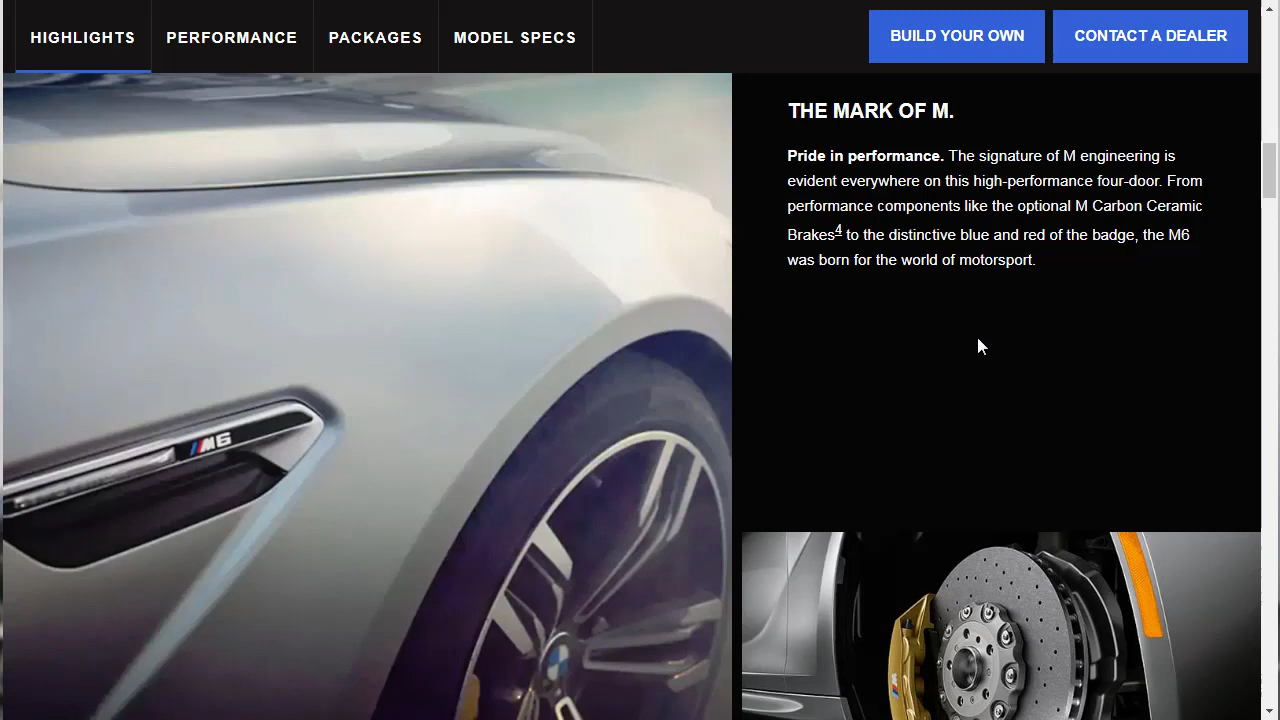 HIGHLIGHTS PERFORMANCE PACKAGES MODEL SPECS BUILD YOUR OWN CONTACT A DEALER
THE MARK OF M.
Pride in performance. The signature of M engineering is
evident everywhere on this high-performance four-door. From
performance components like the optional M Carbon Ceramic
Brakes4 to the distinctive blue and red of the badge, the M6
was born for the world of motorsport.
M6